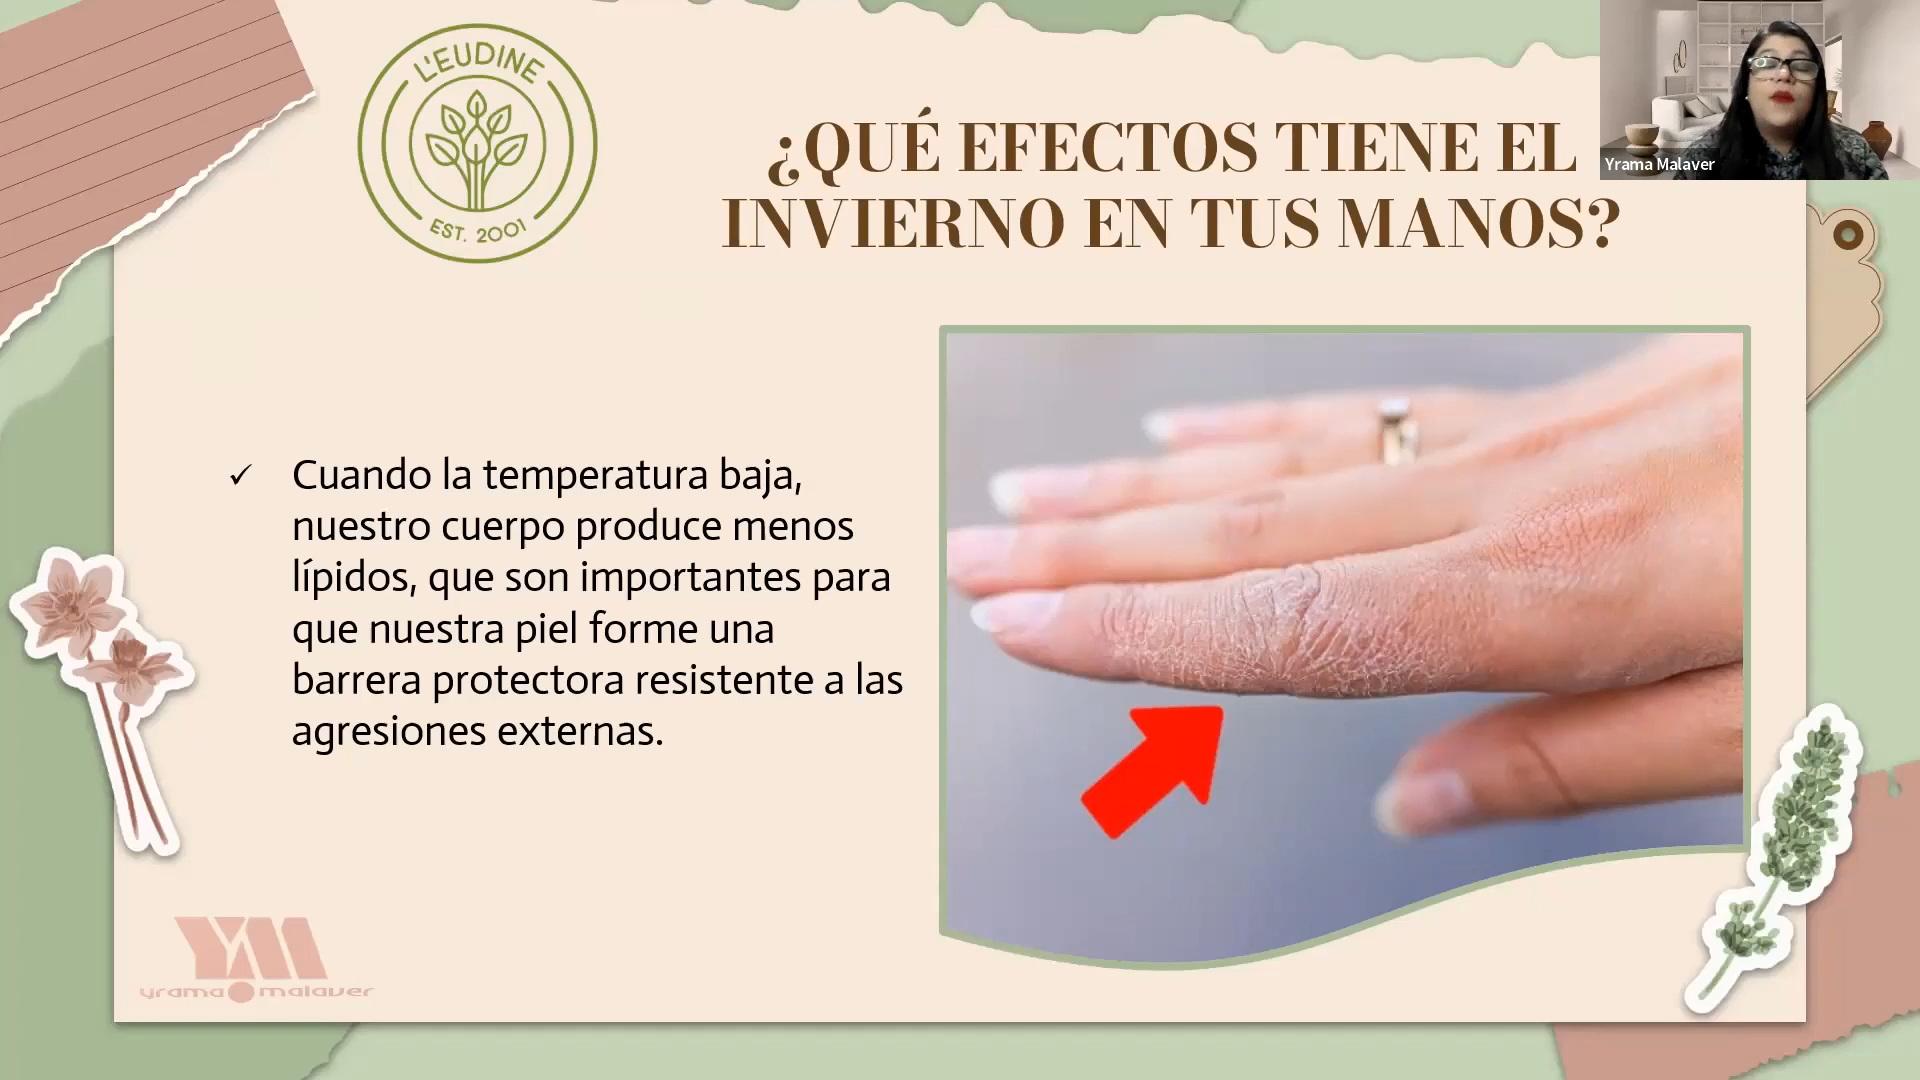 L'EUDINE
EST. 2001
¿QUÉ EFECTOS TIENE EL
INVIERNO EN TUS MANOS?
Yrama Malaver
✓ Cuando la temperatura baja,
nuestro cuerpo produce menos
lípidos, que son importantes para
que nuestra piel forme una
barrera protectora resistente a las
agresiones externas.
YM
yrama malaver